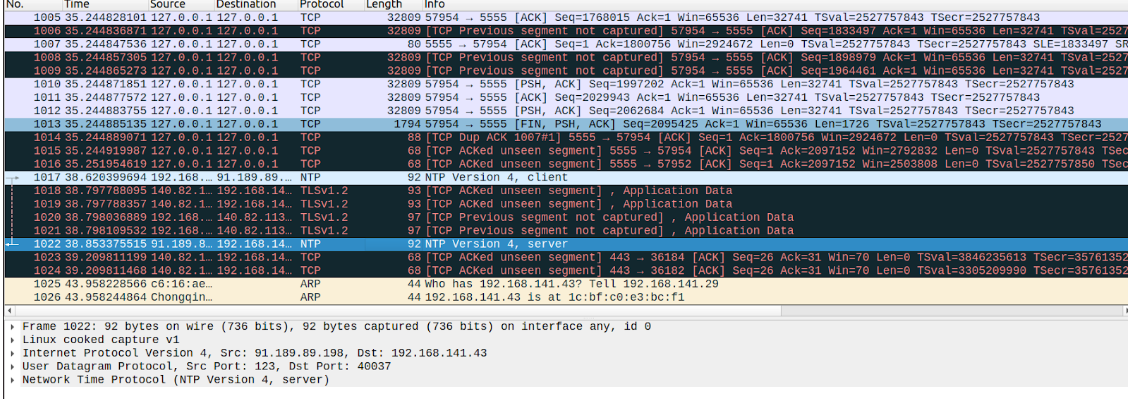 No. Time Source Destination Protocol Length Info
1005 35.244828101 127.0.0.1 127.0.0.1 TCP 32809 57954 → 5555 [ACK] Seq=1768015 Ack=1 Win=65536 Len=32741 TSval=2527757843 TSecr=2527757843
1006 35.244836871 127.0.0.1 127.0.0.1 TCP 32809 [TCP Previous segment not captured] 57954 → 5555 [ACK] Seq=1833497 Ack=1 Win=65536 Len=32741 TSval=2527757843 T
1007 35.244847536 127.0.0.1 127.0.0.1 TCP 80 5555 → 57954 [ACK] Seq=1 Ack=1800756 Win=2924672 Len=0 TSval=2527757843 TSecr=2527757843 SLE=1833497 SR
1008 35.244857305 127.0.0.1 127.0.0.1 TCP 32809 [TCP Previous segment not captured] 57954 → 5555 [ACK] Seq=1898979 Ack=1 Win=65536 Len=32741 TSval=2527757843 T
1009 35.244865273 127.0.0.1 127.0.0.1 TCP 32809 [TCP Previous segment not captured] 57954 → 5555 [ACK] Seq=1964461 Ack=1 Win=65536 Len=32741 TSval=2527757843 T
1010 35.244871851 127.0.0.1 127.0.0.1 TCP 32809 57954 → 5555 [PSH, ACK] Seq=1997202 Ack=1 Win=65536 Len=32741 TSval=2527757843 TSecr=2527757843
1011 35.244877572 127.0.0.1 127.0.0.1 TCP 32809 57954 → 5555 [ACK] Seq=2029943 Ack=1 Win=65536 Len=32741 TSval=2527757843 TSecr=2527757843
1012 35.244883755 127.0.0.1 127.0.0.1 TCP 32809 57954 → 5555 [PSH, ACK] Seq=2062684 Ack=1 Win=65536 Len=32741 TSval=2527757843 TSecr=2527757843
1013 35.244885135 127.0.0.1 127.0.0.1 TCP 1794 57954 → 5555 [FIN, PSH, ACK] Seq=2095425 Ack=1 Win=65536 Len=1726 TSval=2527757843 TSecr=2527757843
1014 35.244889071 127.0.0.1 127.0.0.1 TCP 88 [TCP Dup ACK 1007#1] 5555 → 57954 [ACK] Seq=1 Ack=1800756 Win=2924672 Len=0 TSval=2527757843 TSecr=2527
1015 35.244919987 127.0.0.1 127.0.0.1 TCP 68 [TCP ACKed unseen segment] 5555 → 57954 [ACK] Seq=1 Ack=2097152 Win=2792832 Len=0 TSval=2527757843 TSecr
1016 35.251954619 127.0.0.1 127.0.0.1 TCP 68 [TCP ACKed unseen segment] 5555 → 57952 [ACK] Seq=1 Ack=2097152 Win=2503808 Len=0 TSval=2527757850 TSec
1017 38.620399694 192.168.… 91.189.89.… NTP 92 NTP Version 4, client
1018 38.797788095 140.82.1… 192.168.14… TLSv1.2 93 [TCP ACKed unseen segment] , Application Data
1019 38.797788357 140.82.1… 192.168.14… TLSv1.2 93 [TCP ACKed unseen segment] , Application Data
1020 38.798036889 192.168.… 140.82.113… TLSv1.2 97 [TCP Previous segment not captured] , Application Data
1021 38.798109532 192.168.… 140.82.113… TLSv1.2 97 [TCP Previous segment not captured] , Application Data
1022 38.853375515 91.189.8… 192.168.14… NTP 92 NTP Version 4, server
1023 39.209811199 140.82.1… 192.168.14… TCP 68 [TCP ACKed unseen segment] 443 → 36184 [ACK] Seq=26 Ack=31 Win=70 Len=0 TSval=3846235613 TSecr=35761352
1024 39.209811468 140.82.1… 192.168.14… TCP 68 [TCP ACKed unseen segment] 443 → 36182 [ACK] Seq=26 Ack=31 Win=70 Len=0 TSval=3305209990 TSecr=35761352
1025 43.958228566 c6:16:ae… ARP 44 Who has 192.168.141.43? Tell 192.168.141.29
1026 43.958244864 Chongqin… ARP 44 192.168.141.43 is at 1c:bf:c0:e3:bc:f1
Frame 1022: 92 bytes on wire (736 bits), 92 bytes captured (736 bits) on interface any, id 0
Linux cooked capture v1
Internet Protocol Version 4, Src: 91.189.89.198, Dst: 192.168.141.43
User Datagram Protocol, Src Port: 123, Dst Port: 40037
Network Time Protocol (NTP Version 4, server)